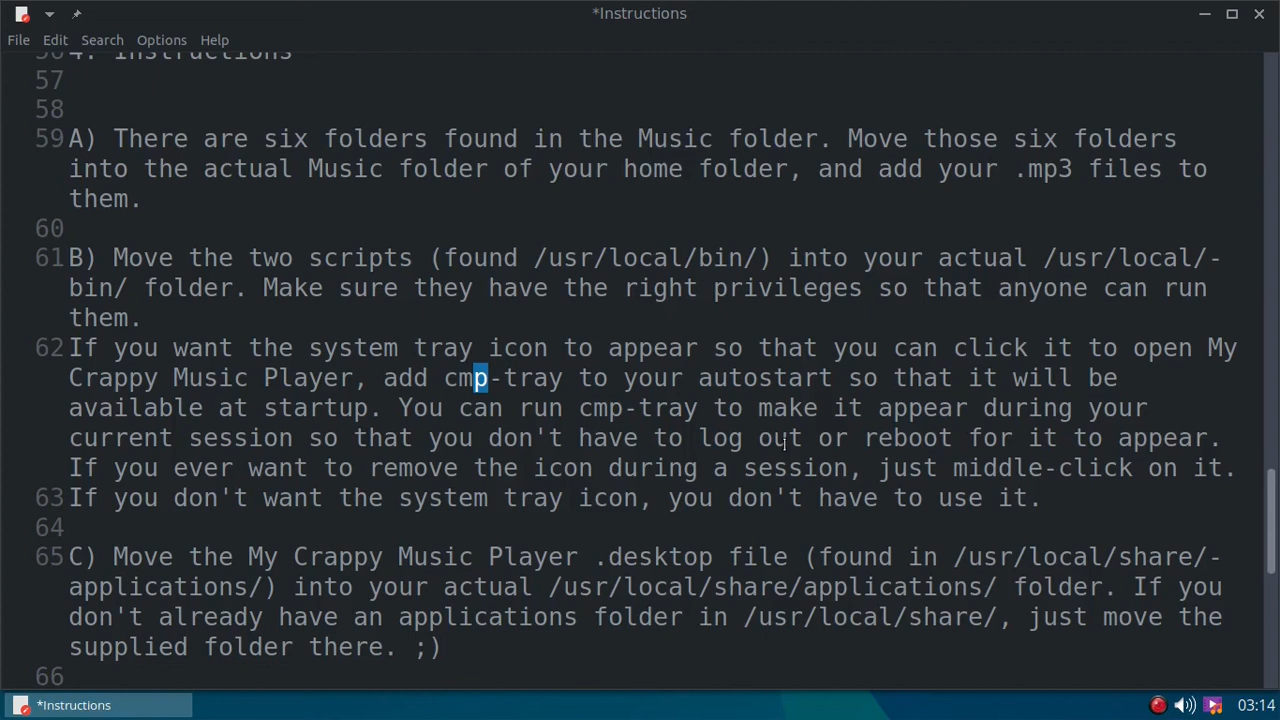 *Instructions
File Edit Search Options Help
56 4. Instructions
57
58
59 A) There are six folders found in the Music folder. Move those six folders
into the actual Music folder of your home folder, and add your .mp3 files to
them.
60
61 B) Move the two scripts (found /usr/local/bin/) into your actual /usr/local/-
bin/ folder. Make sure they have the right privileges so that anyone can run
them.
62 If you want the system tray icon to appear so that you can click it to open My
Crappy Music Player, add cmp-tray to your autostart so that it will be
available at startup. You can run cmp-tray to make it appear during your
current session so that you don't have to log out or reboot for it to appear.
If you ever want to remove the icon during a session, just middle-click on it.
63 If you don't want the system tray icon, you don't have to use it.
64
65 C) Move the My Crappy Music Player .desktop file (found in /usr/local/share/-
applications/) into your actual /usr/local/share/applications/ folder. If you
don't already have an applications folder in /usr/local/share/, just move the
supplied folder there. ;)
66
*Instructions
03:14